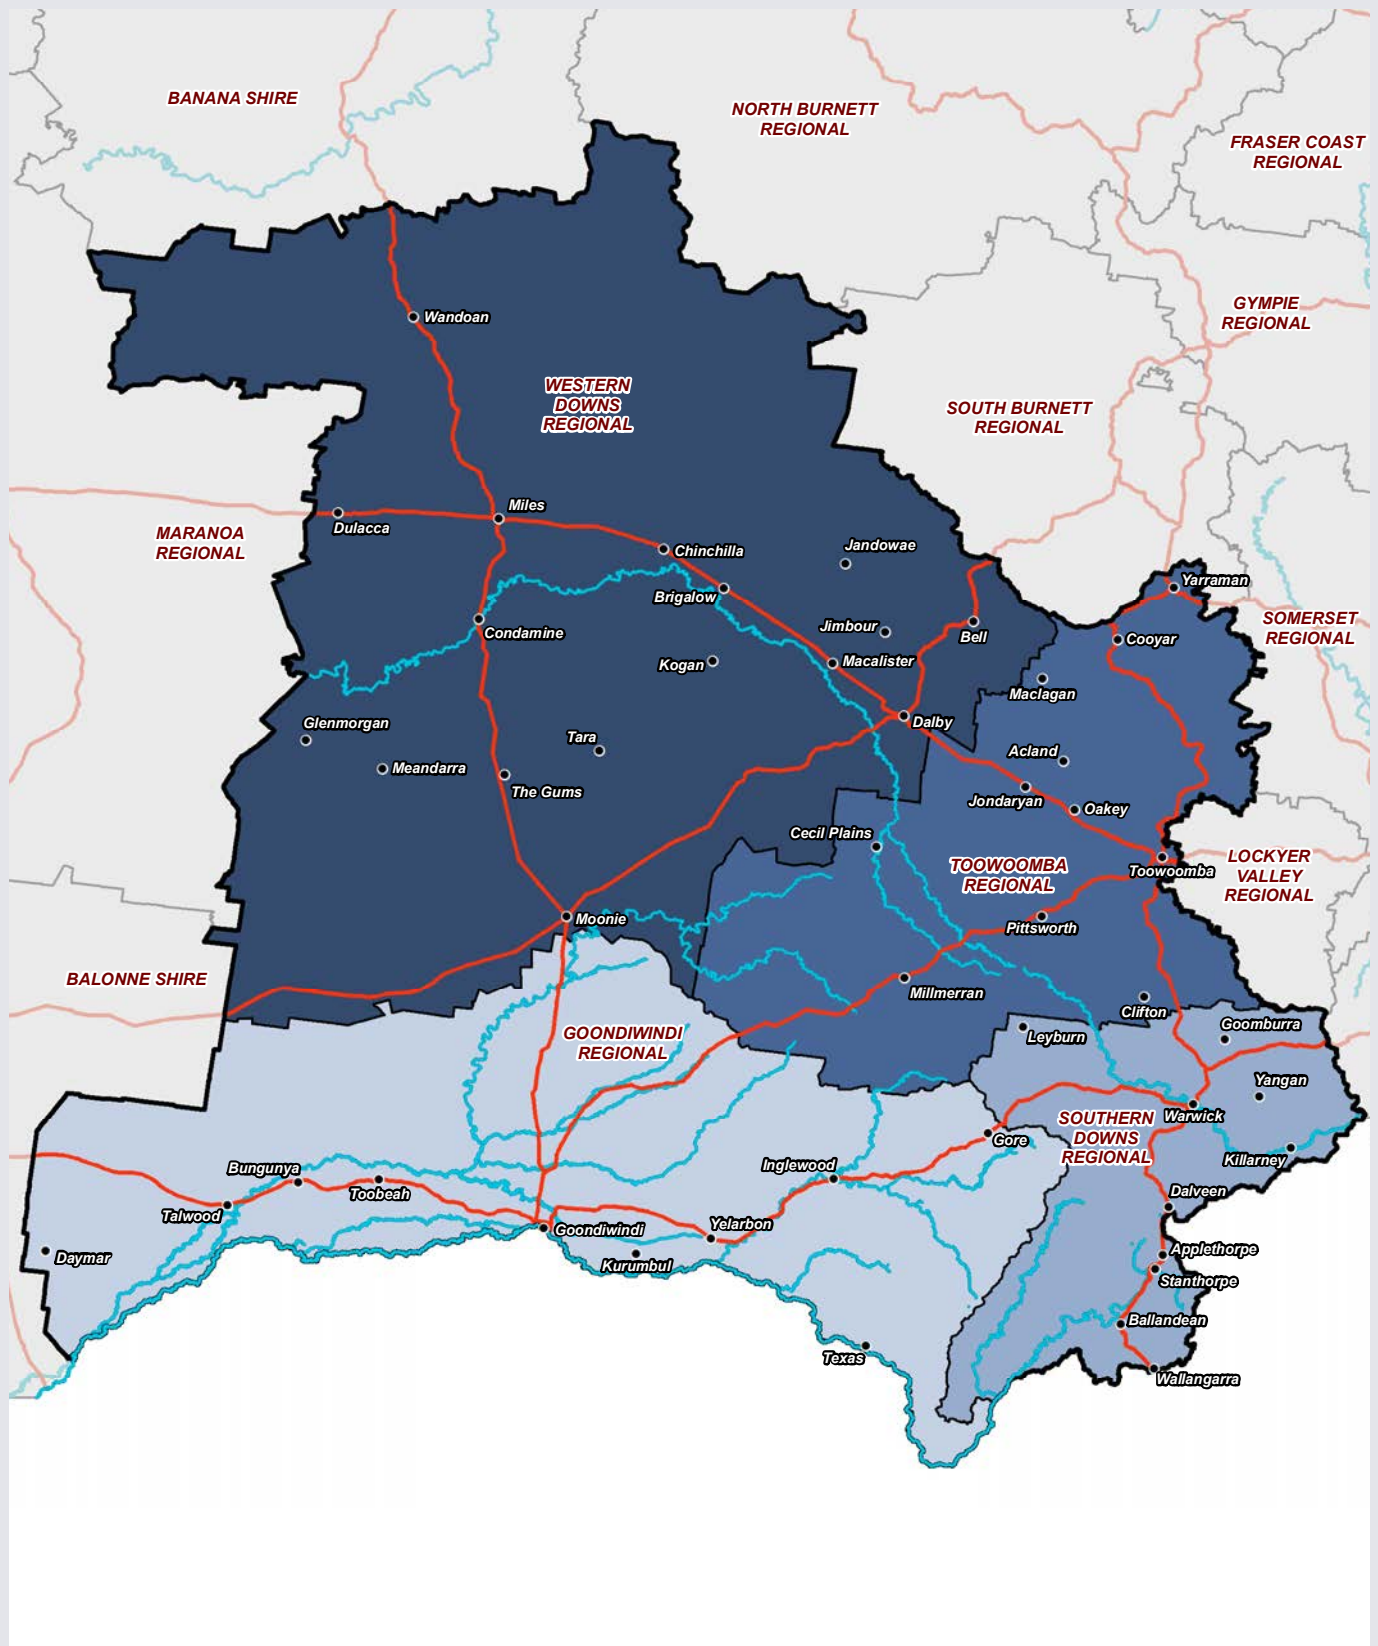 BANANA SHIRE
NORTH BURNETT
REGIONAL
FRASER COAST
REGIONAL
GYMPIE
REGIONAL
Wandoan
WESTERN
DOWNS
REGIONAL
SOUTH BURNETT
REGIONAL
Miles
Dulacca
MARANOA
REGIONAL
Chinchilla
Jandowae
Yarraman
Brigalow
SOMERSET
REGIONAL
Jimbour
Condamine
Bell
Cooyar
Kogan
Macalister
Maclagan
Glenmorgan
Dalby
Tara
Acland
Meandarra
The Gums
Jondaryan
Oakey
Cecil Plains
TOOWOOMBA
REGIONAL
Toowoomba
LOCKYER
VALLEY
REGIONAL
Moonie
Pittsworth
BALONNE SHIRE
Millmerran
Clifton
Goomburra
GOONDIWINDI
REGIONAL
Leyburn
Yangan
Warwick
SOUTHERN
DOWNS
REGIONAL
Gore
Killarney
Bungunya
Inglewood
Toobeah
Dalveen
Talwood
Goondiwindi
Yelarbon
Applethorpe
Daymar
Kurumbul
Stanthorpe
Ballandean
Texas
Wallangarra